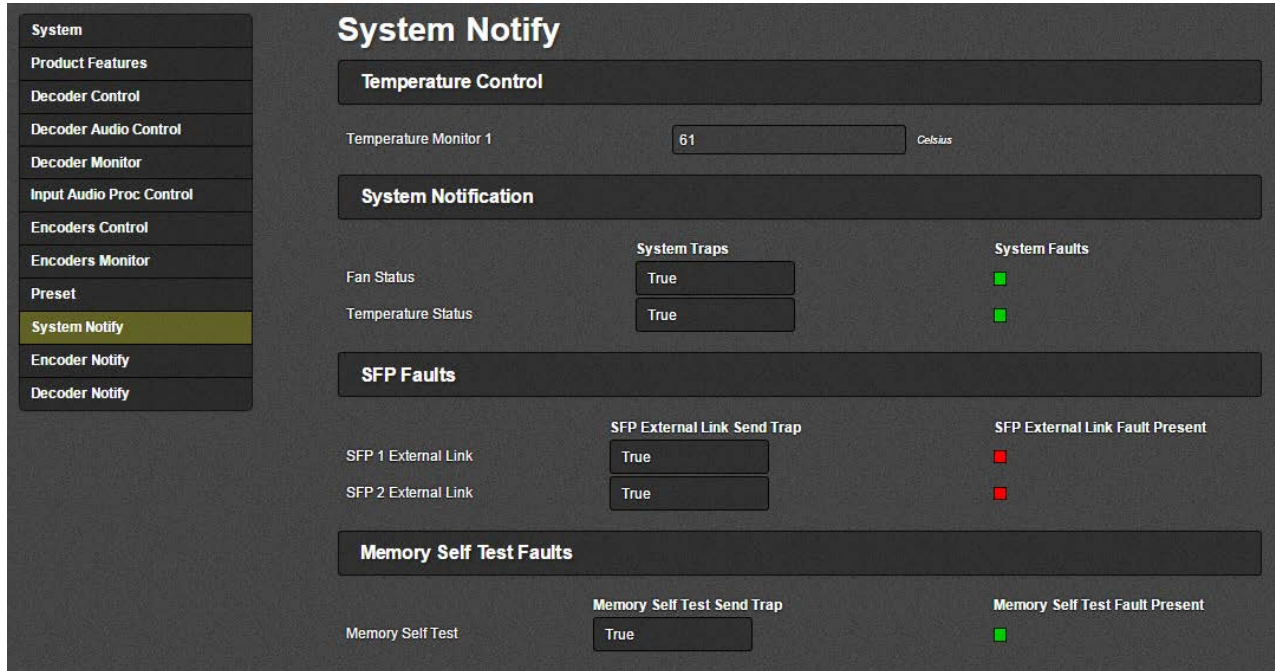 System
Product Features
Decoder Control
Decoder Audio Control
Decoder Monitor
Input Audio Proc Control
Encoders Control
Encoders Monitor
Preset
System Notify
Encoder Notify
Decoder Notify
System Notify
Temperature Control
Temperature Monitor 1 61 Celsius
System Notification
System Traps System Faults
Fan Status True
Temperature Status True
SFP Faults
SFP External Link Send Trap SFP External Link Fault Present
SFP 1 External Link True
SFP 2 External Link True
Memory Self Test Faults
Memory Self Test Send Trap Memory Self Test Fault Present
Memory Self Test True